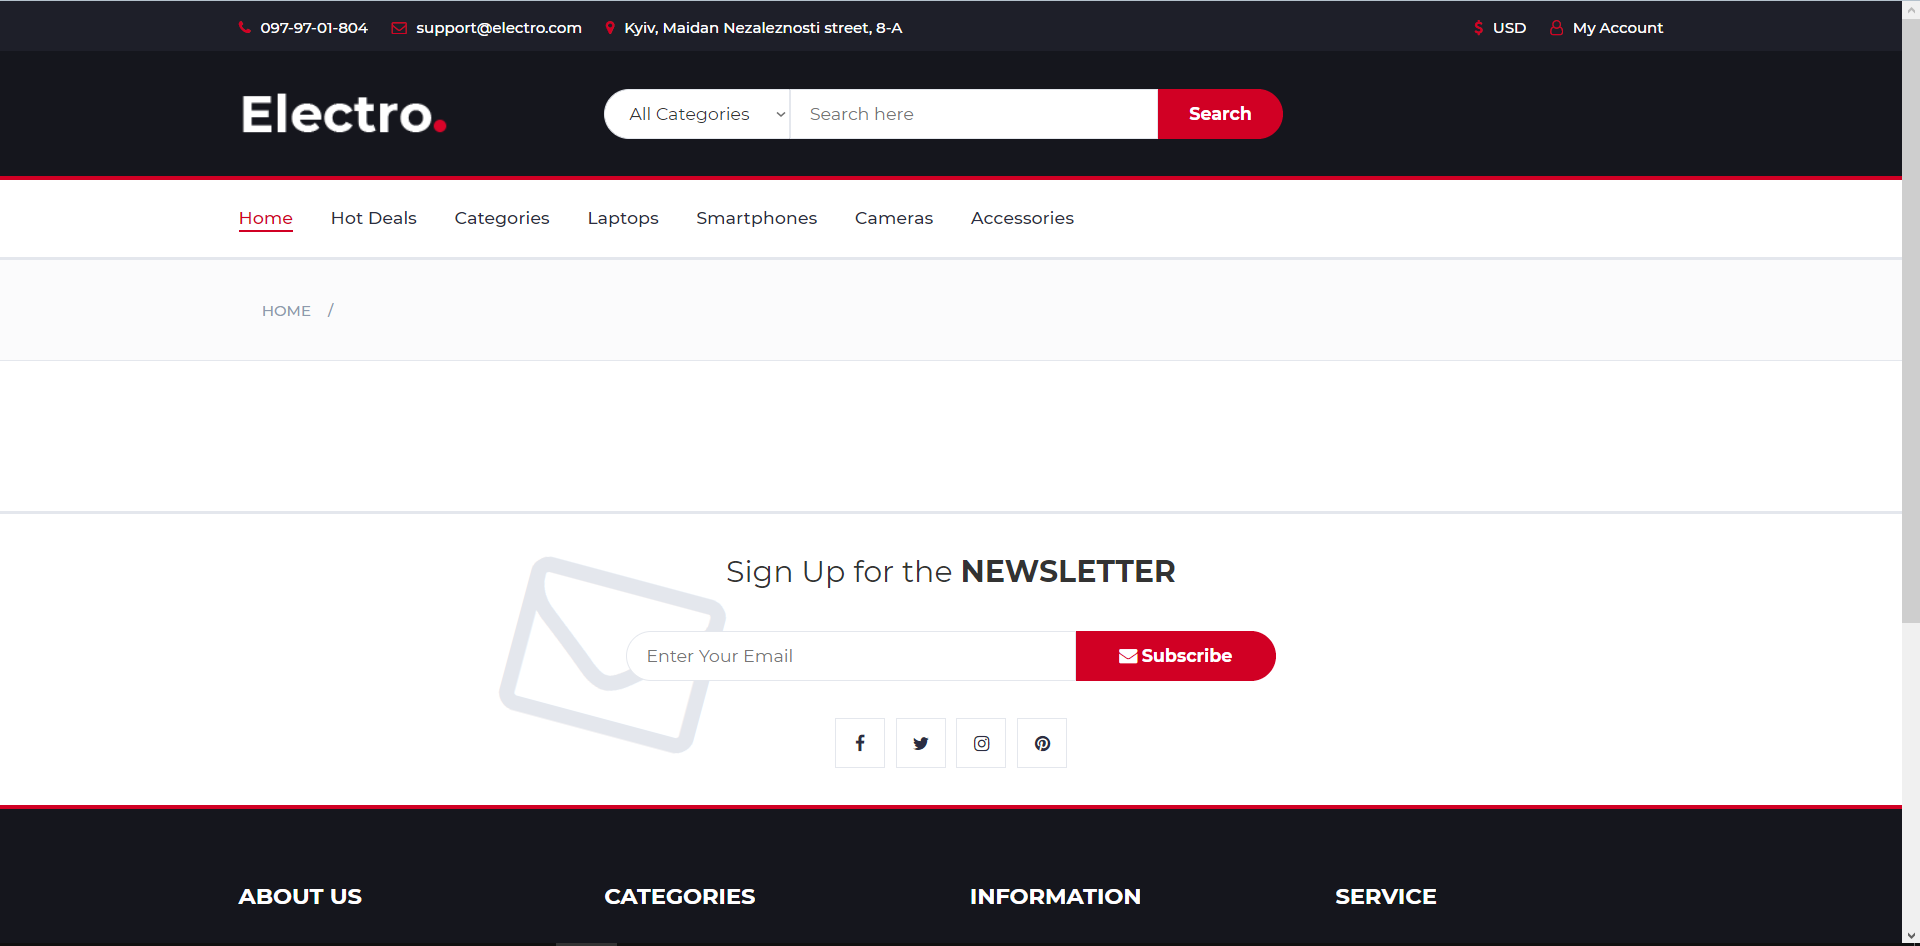 097-97-01-804 support@electro.com Kyiv, Maidan Nezaleznosti street, 8-A $ USD My Account
Electro. All Categories Search here Search
Home Hot Deals Categories Laptops Smartphones Cameras Accessories
HOME /
Sign Up for the NEWSLETTER
Enter Your Email Subscribe
ABOUT US CATEGORIES INFORMATION SERVICE